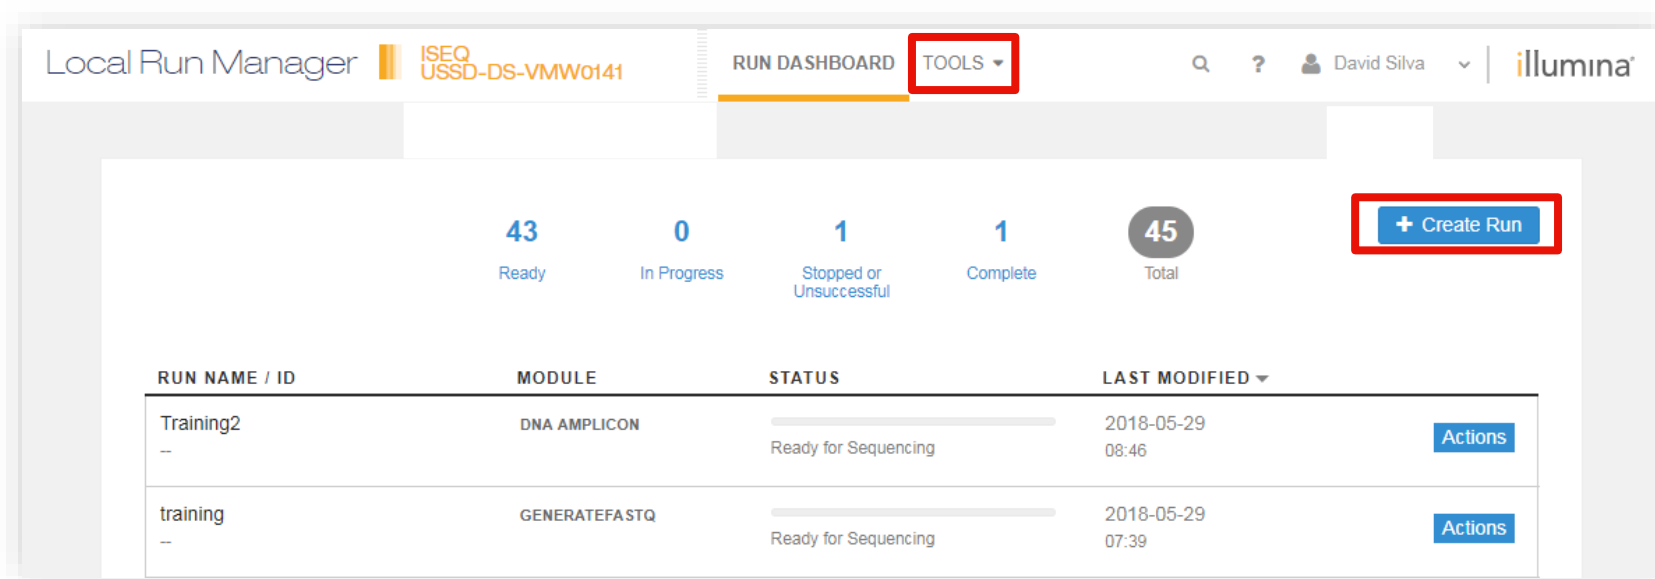 Local Run Manager
ISEQ
USSD-DS-VMW0141
RUN DASHBOARD
TOOLS
?
David Silva
illumina®
43
0
1
1
45
+ Create Run
Ready
In Progress
Stopped or
Unsuccessful
Complete
Total
RUN NAME / ID
MODULE
STATUS
LAST MODIFIED
Training2
DNA AMPLICON
2018-05-29
Actions
--
Ready for Sequencing
08:46
training
GENERATEFASTQ
2018-05-29
Actions
--
Ready for Sequencing
07:39